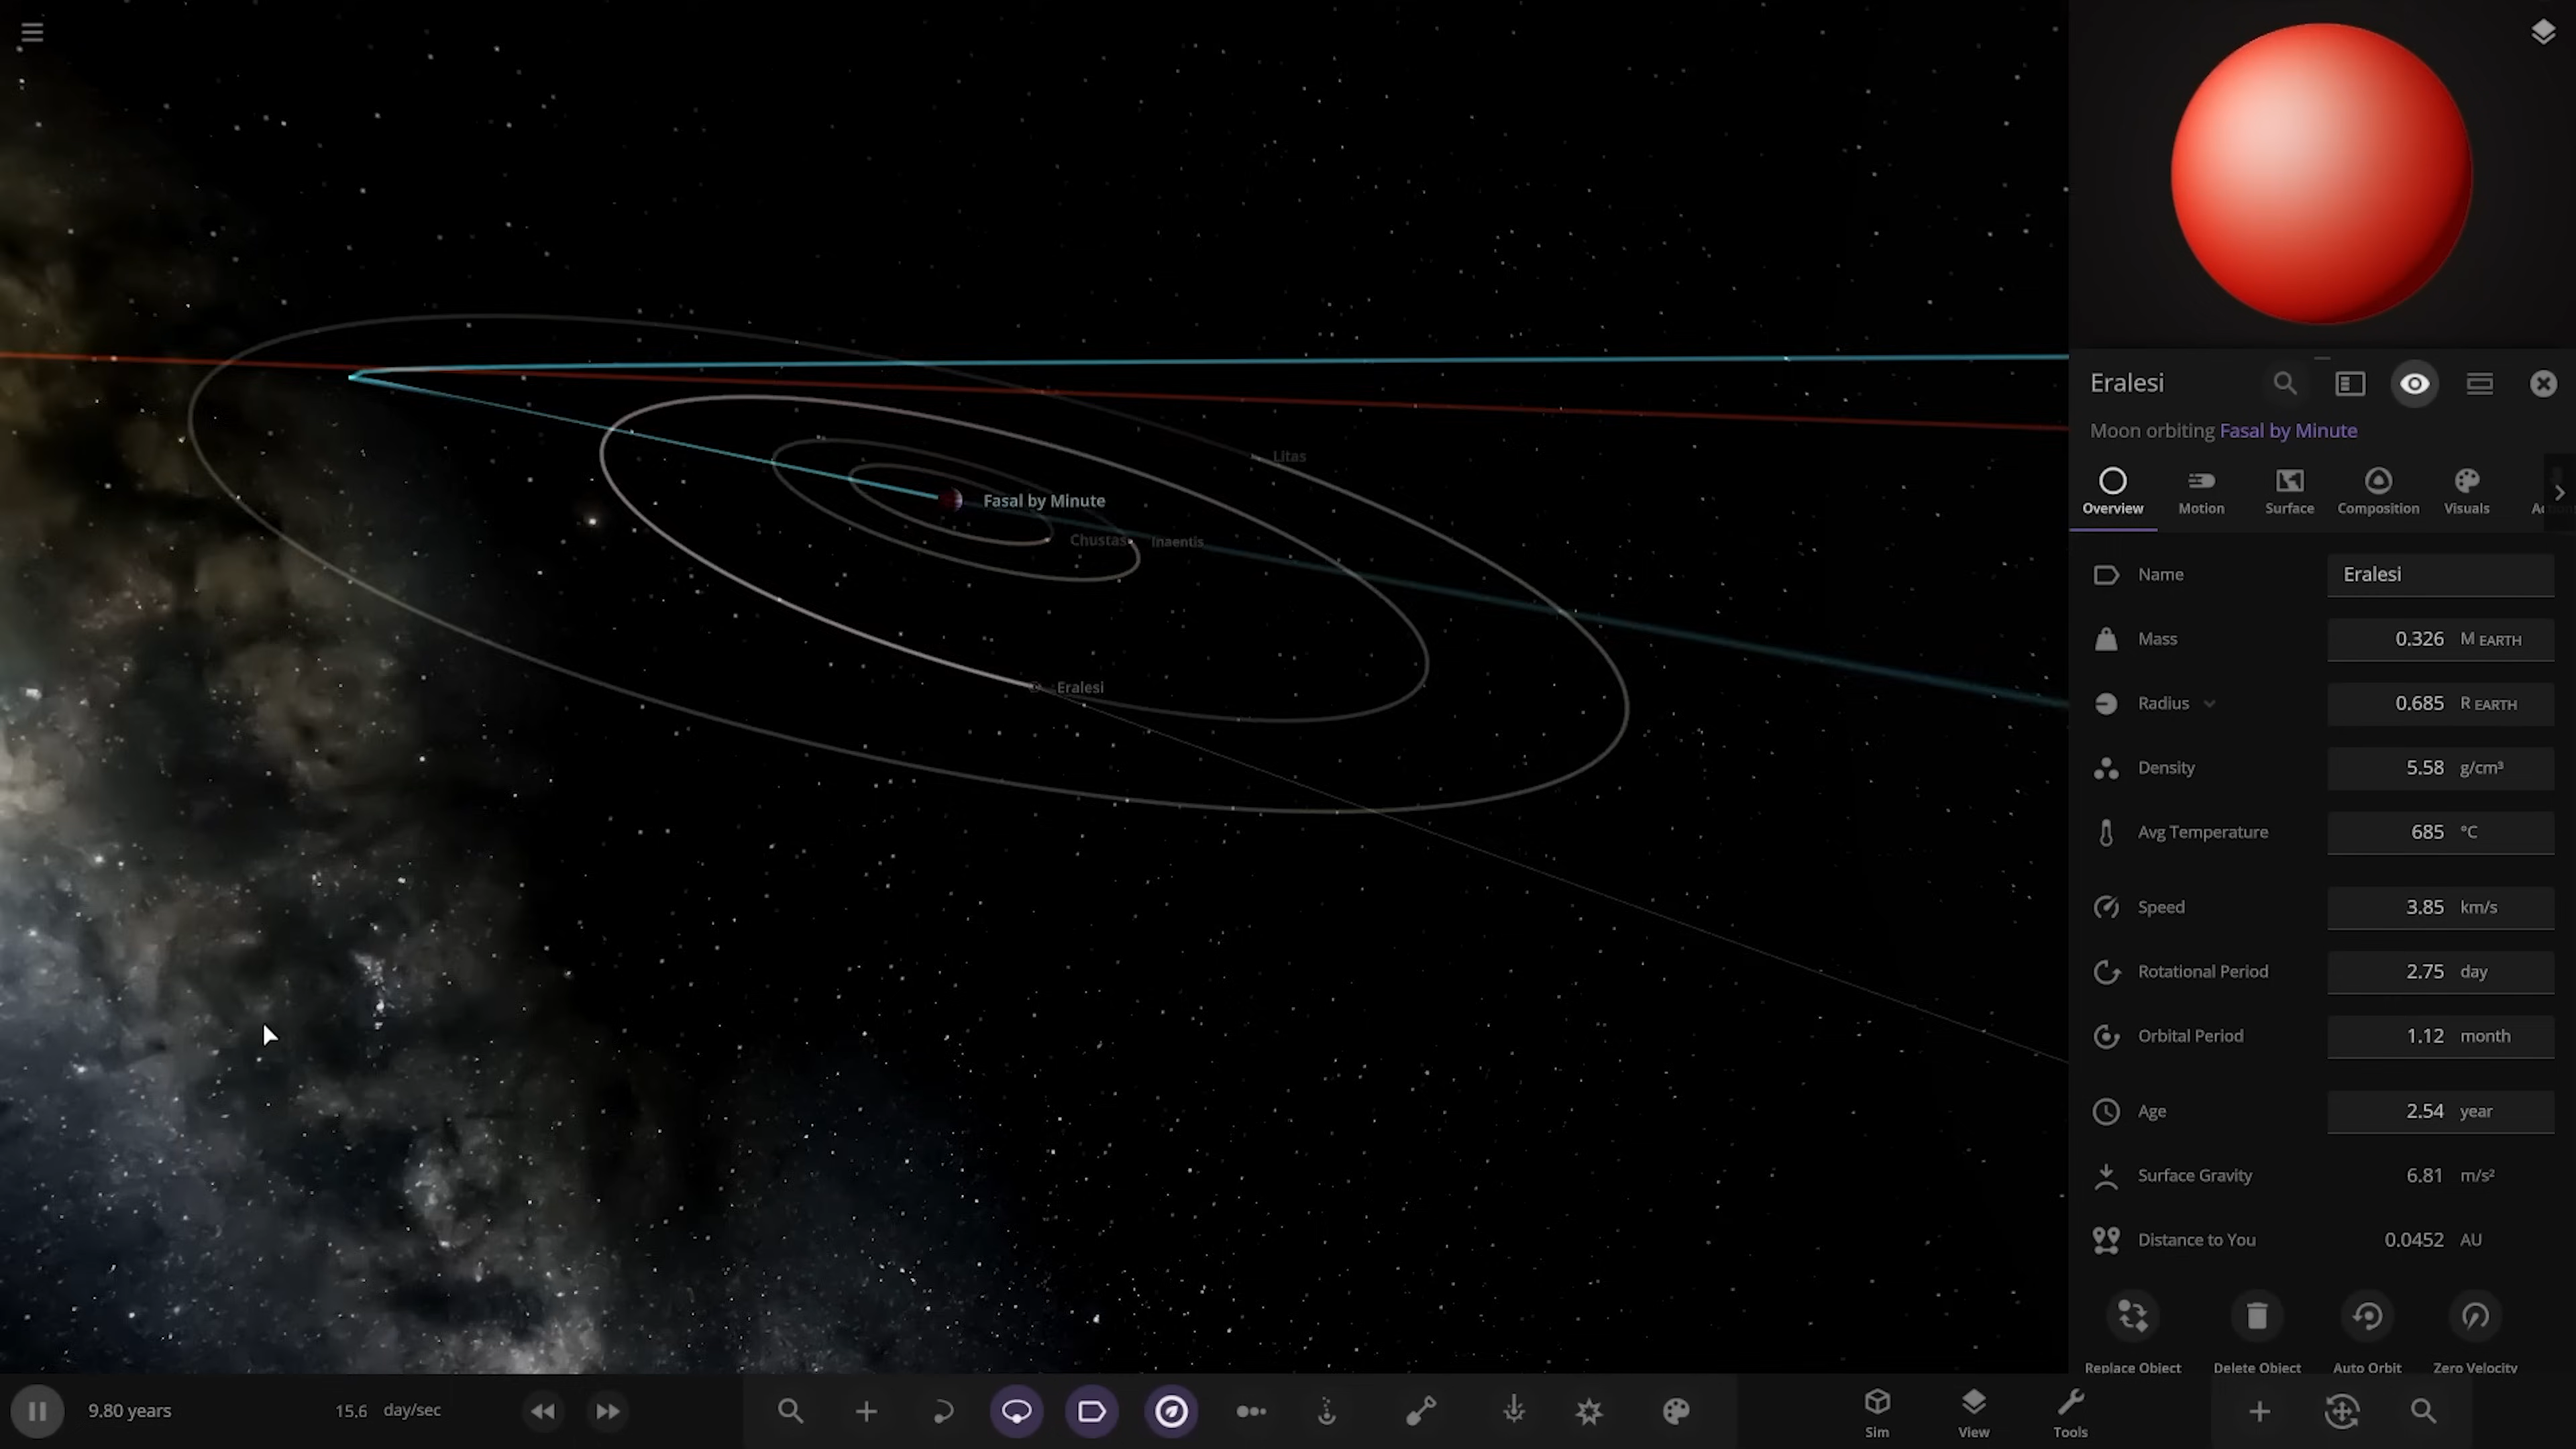 Litas
Fasal by Minute
Chustas
Inaentis
Eralesi
Eralesi
Moon orbiting Fasal by Minute
Overview
Motion
Surface
Composition
Visuals
Name
Eralesi
Mass
0.326 M EARTH
Radius
0.685 R EARTH
Density
5.58 g/cm³
Avg Temperature
685 °C
Speed
3.85 km/s
Rotational Period
2.75 day
Orbital Period
1.12 month
Age
2.54 year
Surface Gravity
6.81 m/s²
Distance to You
0.0452 AU
Replace Object
Delete Object
Auto Orbit
Zero Velocity
9.80 years
15.6 day/sec
Sim
View
Tools